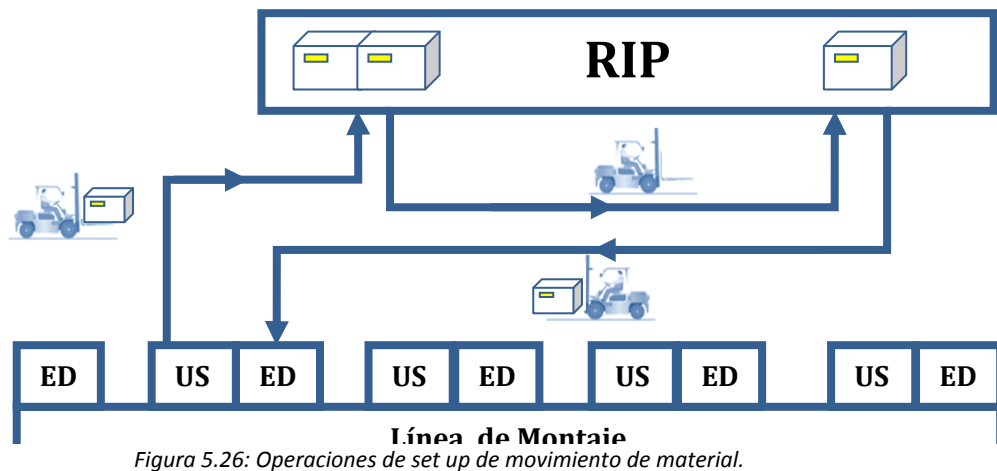 RIP
ED US ED US ED US ED US ED
Línea de Montaje
Figura 5.26: Operaciones de set up de movimiento de material.